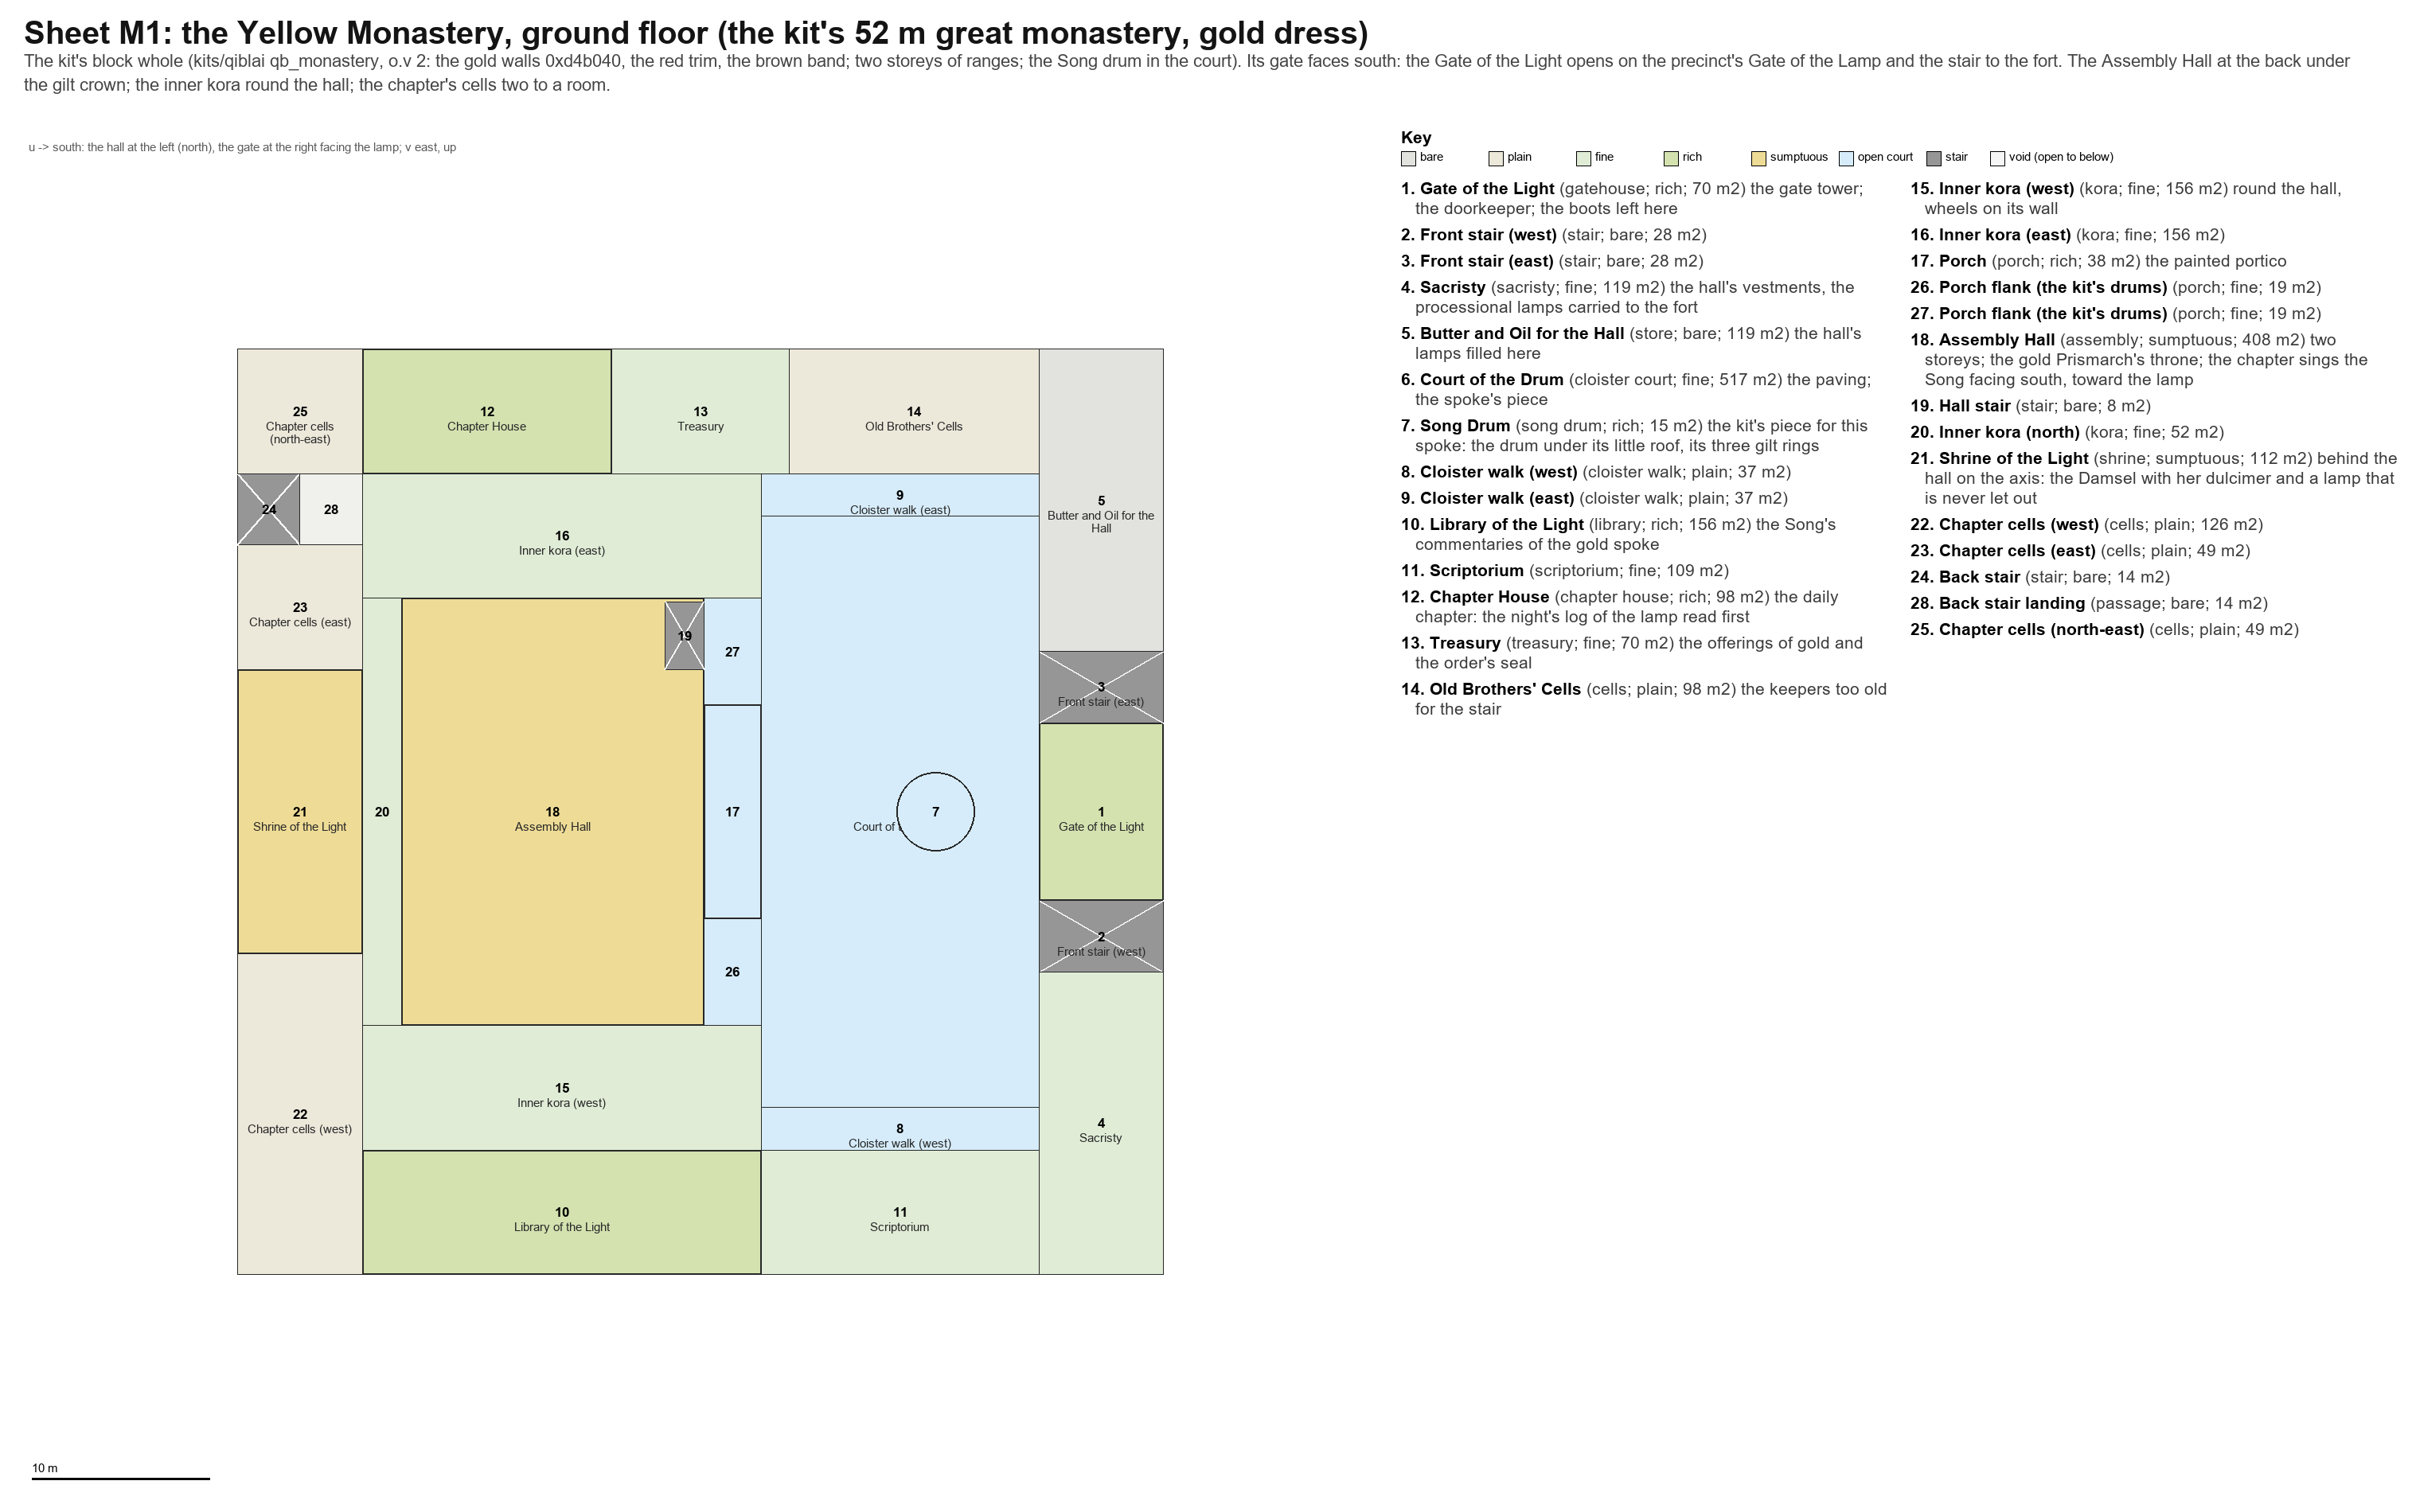 Sheet M1: the Yellow Monastery, ground floor (the kit's 52 m great monastery, gold dress)
The kit's block whole (kits/qiblai qb_monastery, o.v 2: the gold walls 0xd4b040, the red trim, the brown band; two storeys of ranges; the Song drum in the court). Its gate faces south: the Gate of the Light opens on the precinct's Gate of the Lamp and the stair to the fort. The Assembly Hall at the back under
the gilt crown; the inner kora round the hall; the chapter's cells two to a room.
u -> south: the hall at the left (north), the gate at the right facing the lamp; v east, up
25
Chapter cells
(north-east)
12
Chapter House
13
Treasury
14
Old Brothers' Cells
24
28
9
Cloister walk (east)
5
Butter and Oil for the
Hall
16
Inner kora (east)
23
Chapter cells (east)
19
27
3
Front stair (east)
21
Shrine of the Light
20
18
Assembly Hall
17
Court of
7
1
Gate of the Light
2
Front stair (west)
26
15
Inner kora (west)
22
Chapter cells (west)
8
Cloister walk (west)
4
Sacristy
10
Library of the Light
11
Scriptorium
10 m
Key
bare
plain
fine
rich
sumptuous
open court
stair
void (open to below)
1. Gate of the Light (gatehouse; rich; 70 m2) the gate tower;
the doorkeeper; the boots left here
2. Front stair (west) (stair; bare; 28 m2)
3. Front stair (east) (stair; bare; 28 m2)
4. Sacristy (sacristy; fine; 119 m2) the hall's vestments, the
processional lamps carried to the fort
5. Butter and Oil for the Hall (store; bare; 119 m2) the hall's
lamps filled here
6. Court of the Drum (cloister court; fine; 517 m2) the paving;
the spoke's piece
7. Song Drum (song drum; rich; 15 m2) the kit's piece for this
spoke: the drum under its little roof, its three gilt rings
8. Cloister walk (west) (cloister walk; plain; 37 m2)
9. Cloister walk (east) (cloister walk; plain; 37 m2)
10. Library of the Light (library; rich; 156 m2) the Song's
commentaries of the gold spoke
11. Scriptorium (scriptorium; fine; 109 m2)
12. Chapter House (chapter house; rich; 98 m2) the daily
chapter: the night's log of the lamp read first
13. Treasury (treasury; fine; 70 m2) the offerings of gold and
the order's seal
14. Old Brothers' Cells (cells; plain; 98 m2) the keepers too old
for the stair
15. Inner kora (west) (kora; fine; 156 m2) round the hall,
wheels on its wall
16. Inner kora (east) (kora; fine; 156 m2)
17. Porch (porch; rich; 38 m2) the painted portico
26. Porch flank (the kit's drums) (porch; fine; 19 m2)
27. Porch flank (the kit's drums) (porch; fine; 19 m2)
18. Assembly Hall (assembly; sumptuous; 408 m2) two
storeys; the gold Prismarch's throne; the chapter sings the
Song facing south, toward the lamp
19. Hall stair (stair; bare; 8 m2)
20. Inner kora (north) (kora; fine; 52 m2)
21. Shrine of the Light (shrine; sumptuous; 112 m2) behind the
hall on the axis: the Damsel with her dulcimer and a lamp that
is never let out
22. Chapter cells (west) (cells; plain; 126 m2)
23. Chapter cells (east) (cells; plain; 49 m2)
24. Back stair (stair; bare; 14 m2)
28. Back stair landing (passage; bare; 14 m2)
25. Chapter cells (north-east) (cells; plain; 49 m2)